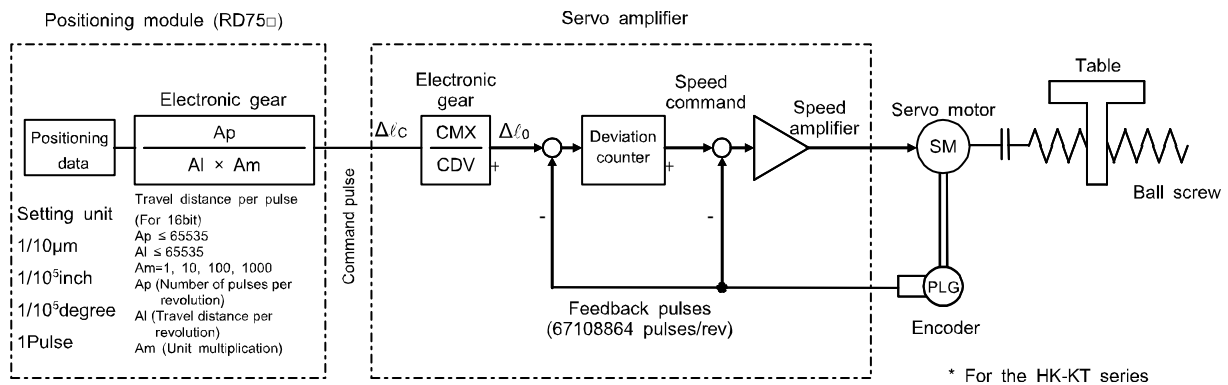 Positioning module (RD75□)
Servo amplifier
Electronic gear
Ap
Al × Am
Positioning
data
Electronic
gear
CMX
CDV
Δℓc
Δℓ0
+
-
Deviation
counter
+
-
Speed
command
Speed
amplifier
Servo motor
SM
Table
Ball screw
PLG
Encoder
Command pulse
Feedback pulses
(67108864 pulses/rev)
Setting unit
1/10µm
1/10⁵inch
1/10⁵degree
1Pulse
Travel distance per pulse
(For 16bit)
Ap ≤ 65535
Al ≤ 65535
Am=1, 10, 100, 1000
Ap (Number of pulses per
revolution)
Al (Travel distance per
revolution)
Am (Unit multiplication)
* For the HK-KT series